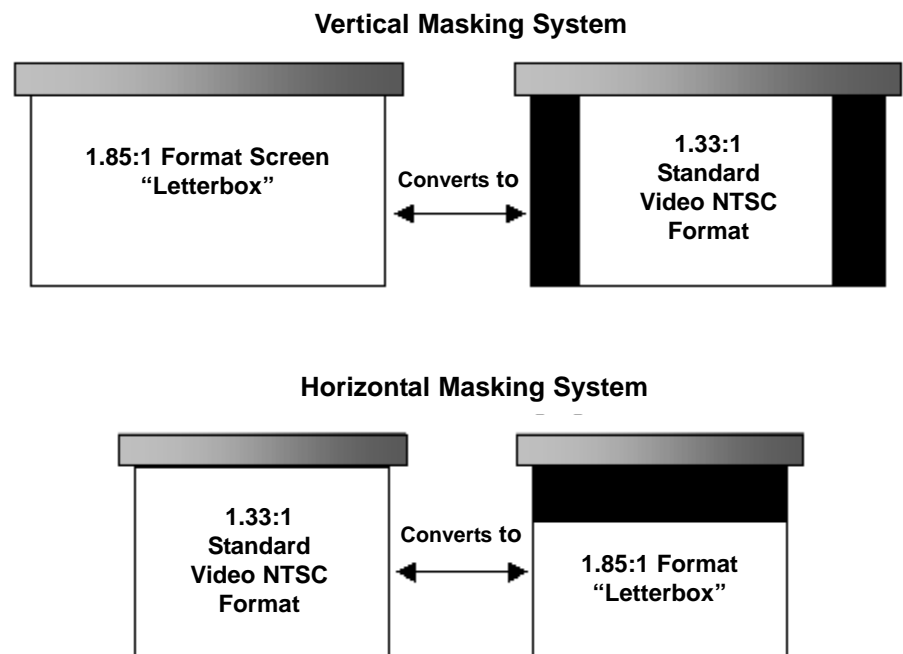 Vertical Masking System
1.85:1 Format Screen
“Letterbox”
Converts to
1.33:1
Standard
Video NTSC
Format
Horizontal Masking System
1.33:1
Standard
Video NTSC
Format
Converts to
1.85:1 Format
“Letterbox”